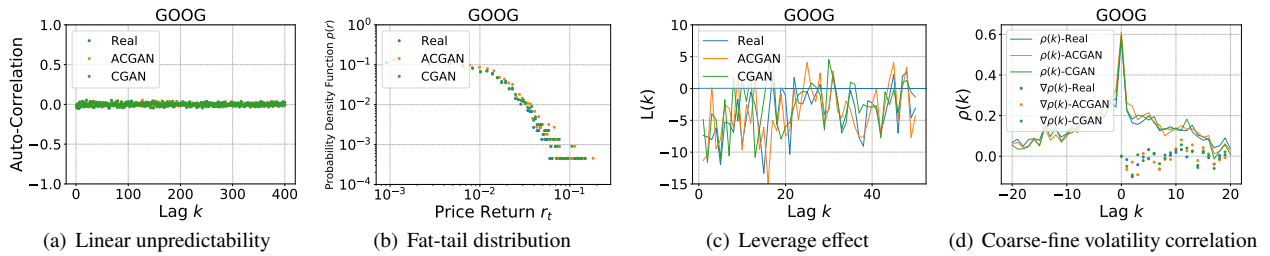 GOOG
1.0
0.5
0.0
−0.5
−1.0
Auto-Correlation
Real
ACGAN
CGAN
0
100
200
300
400
Lag k
(a) Linear unpredictability
GOOG
10^0
10^−1
10^−2
10^−3
10^−4
Probability Density Function p(r)
Real
ACGAN
CGAN
10^−3
10^−2
10^−1
Price Return r_t
(b) Fat-tail distribution
GOOG
10
5
0
−5
−10
−15
L(k)
Real
ACGAN
CGAN
0
20
40
Lag k
(c) Leverage effect
GOOG
0.6
0.4
0.2
0.0
ρ(k)
ρ(k)-Real
ρ(k)-ACGAN
ρ(k)-CGAN
∇ρ(k)-Real
∇ρ(k)-ACGAN
∇ρ(k)-CGAN
−20
−10
0
10
20
Lag k
(d) Coarse-fine volatility correlation